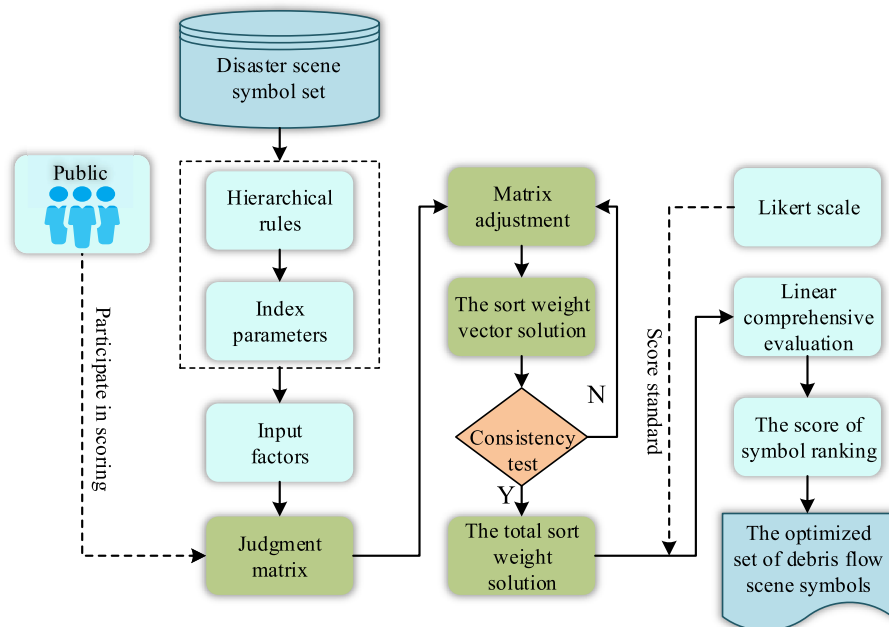 Disaster scene
symbol set
Public
Participate in scoring
Hierarchical
rules
Index
parameters
Input
factors
Judgment
matrix
Matrix
adjustment
The sort weight
vector solution
Consistency
test
N
Y
The total sort
weight
solution
Score standard
Likert scale
Linear
comprehensive
evaluation
The score of
symbol ranking
The optimized
set of debris flow
scene symbols